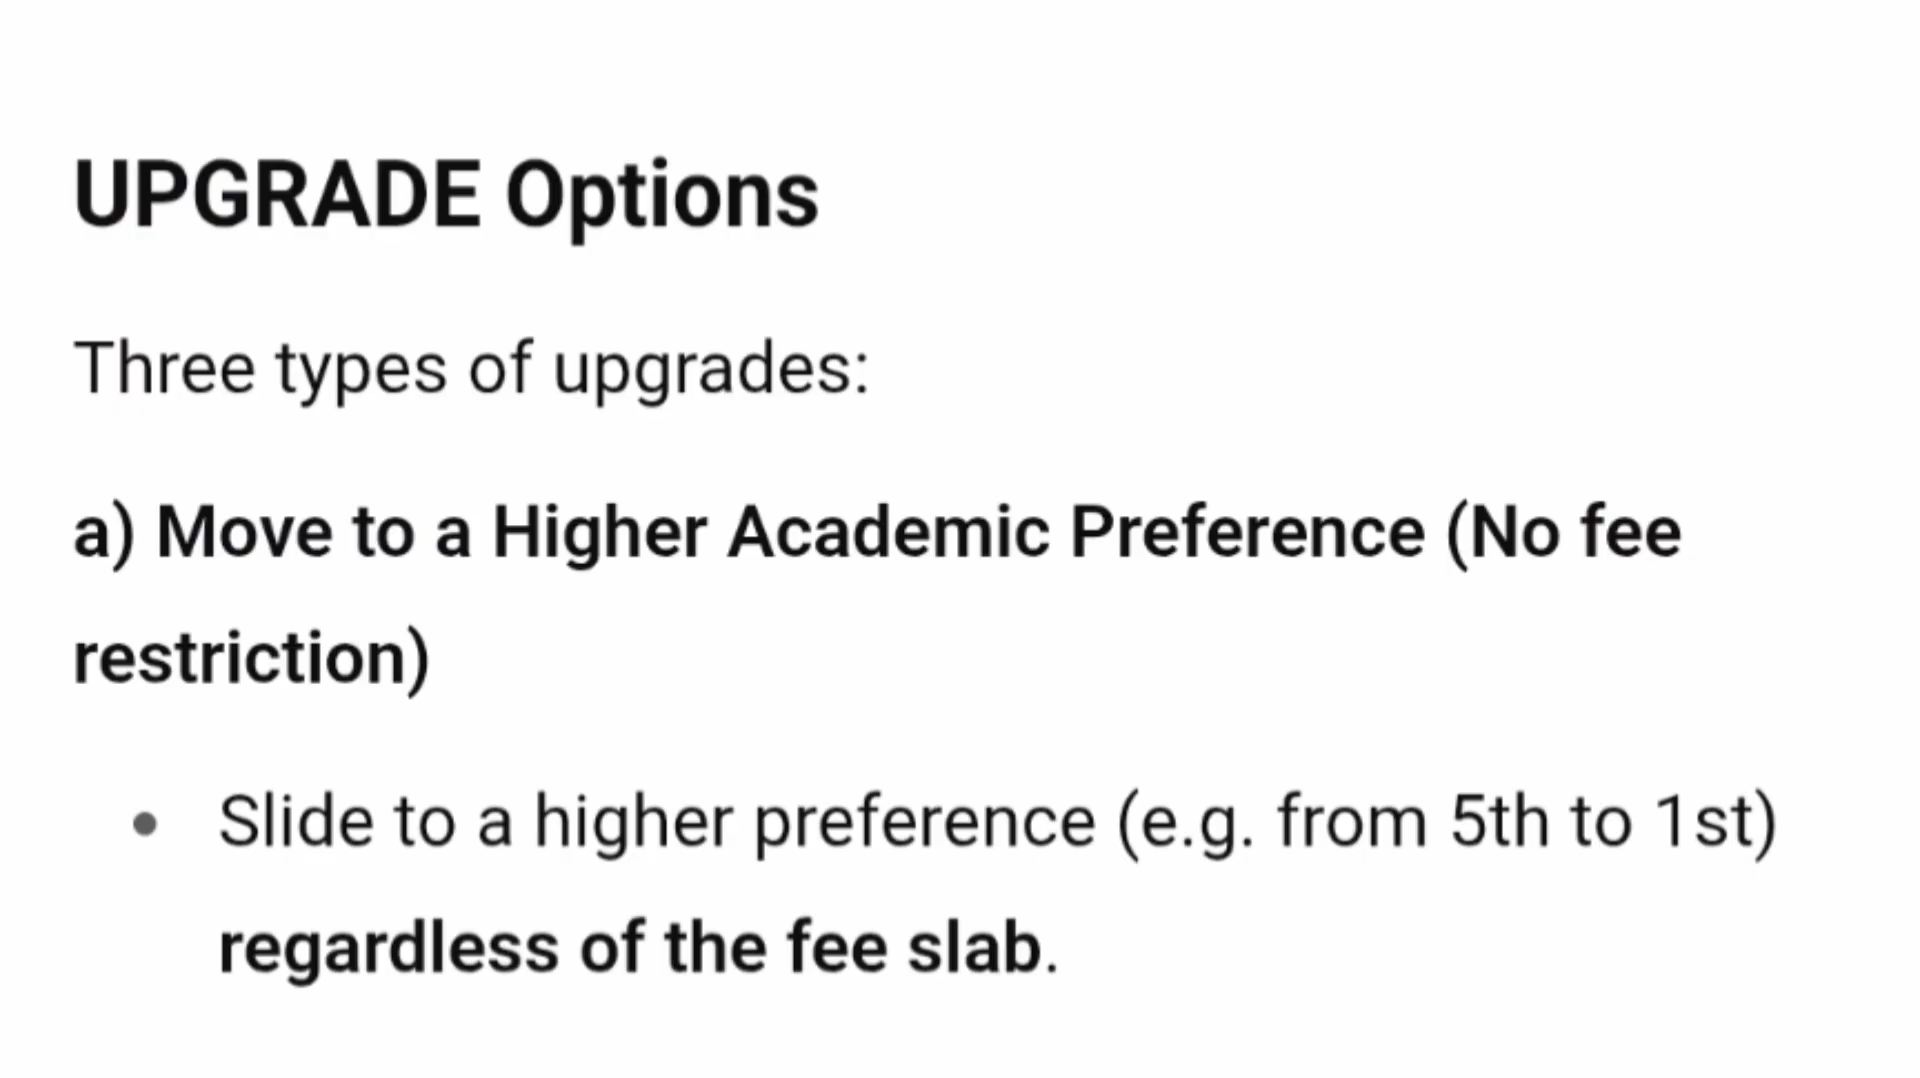 UPGRADE Options
Three types of upgrades:
a) Move to a Higher Academic Preference (No fee
restriction)
• Slide to a higher preference (e.g. from 5th to 1st)
regardless of the fee slab.